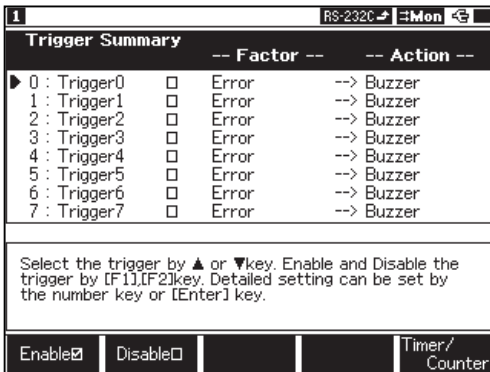 1 RS-232C Mon
Trigger Summary
-- Factor -- -- Action --
0 : Trigger0 □ Error --> Buzzer
1 : Trigger1 □ Error --> Buzzer
2 : Trigger2 □ Error --> Buzzer
3 : Trigger3 □ Error --> Buzzer
4 : Trigger4 □ Error --> Buzzer
5 : Trigger5 □ Error --> Buzzer
6 : Trigger6 □ Error --> Buzzer
7 : Trigger7 □ Error --> Buzzer
Select the trigger by ▲ or ▼key. Enable and Disable the
trigger by [F1],[F2]key. Detailed setting can be set by
the number key or [Enter] key.
Enable☑ Disable□ Timer/
Counter